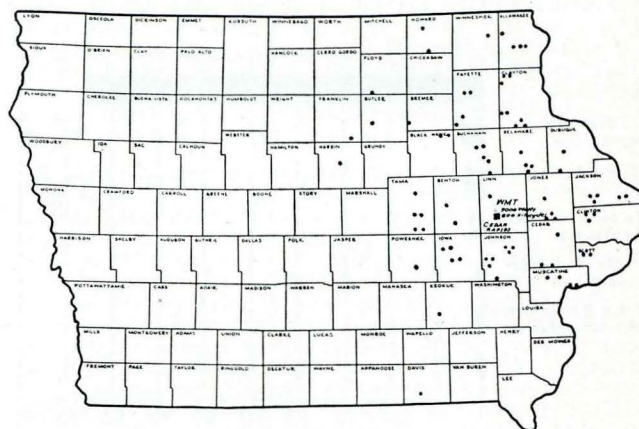 LYON OSCEOLA DICKINSON EMMET KOSSUTH WINNEBAGO WORTH MITCHELL HOWARD WINNESHIEK ALLAMAKEE
SIOUX O'BRIEN CLAY PALO ALTO HANCOCK CERRO GORDO FLOYD CHICKASAW
PLYMOUTH CHEROKEE BUENA VISTA POCAHONTAS HUMBOLDT WRIGHT FRANKLIN BUTLER BREMER FAYETTE CLAYTON
WOODBURY IDA SAC CALHOUN WEBSTER HAMILTON HARDIN GRUNDY BLACK HAWK BUCHANAN DELAWARE DUBUQUE
MONONA CRAWFORD CARROLL GREENE BOONE STORY MARSHALL TAMA BENTON LINN JONES JACKSON
WMT
CEDAR
RAPIDS
HARRISON SHELBY AUDUBON GUTHRIE DALLAS POLK JASPER POWESHIEK IOWA JOHNSON CEDAR CLINTON
SCOTT
POTTAWATTAMIE CASS ADAIR MADISON WARREN MARION MAHASKA KEOKUK WASHINGTON MUSCATINE
LOUISA
MILLS MONTGOMERY ADAMS UNION CLARKE LUCAS MONROE WAPELLO JEFFERSON HENRY DES MOINES
FREMONT PAGE TAYLOR RINGGOLD DECATUR WAYNE APPANOOSE DAVIS VAN BUREN LEE